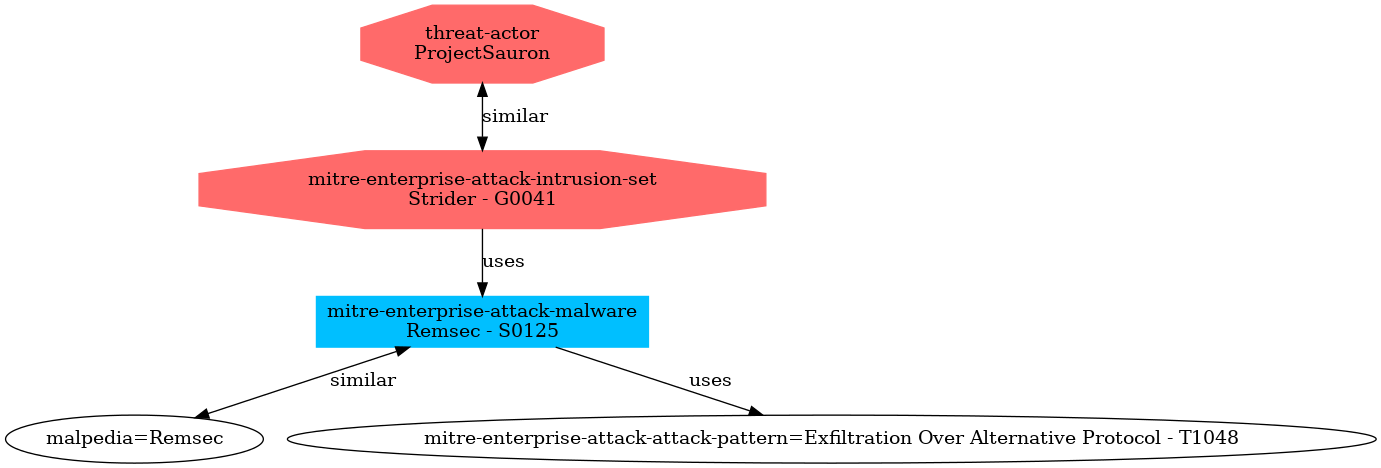 threat-actor
ProjectSauron
similar
mitre-enterprise-attack-intrusion-set
Strider - G0041
uses
mitre-enterprise-attack-malware
Remsec - S0125
similar
uses
malpedia=Remsec
mitre-enterprise-attack-attack-pattern=Exfiltration Over Alternative Protocol - T1048